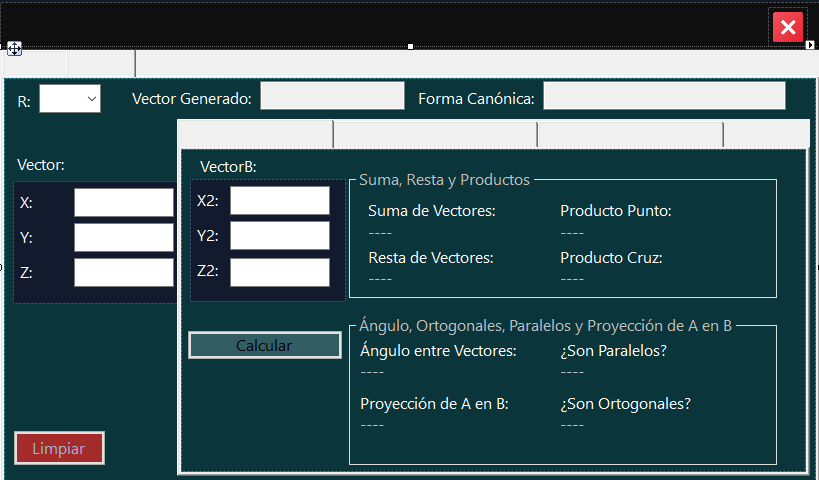 R:
Vector Generado:
Forma Canónica:
Vector:
X:
Y:
Z:
VectorB:
X2:
Y2:
Z2:
Calcular
Suma, Resta y Productos
Suma de Vectores:
Producto Punto:
----
----
Resta de Vectores:
Producto Cruz:
----
----
Ángulo, Ortogonales, Paralelos y Proyección de A en B
Ángulo entre Vectores:
¿Son Paralelos?
----
----
Proyección de A en B:
¿Son Ortogonales?
----
----
Limpiar